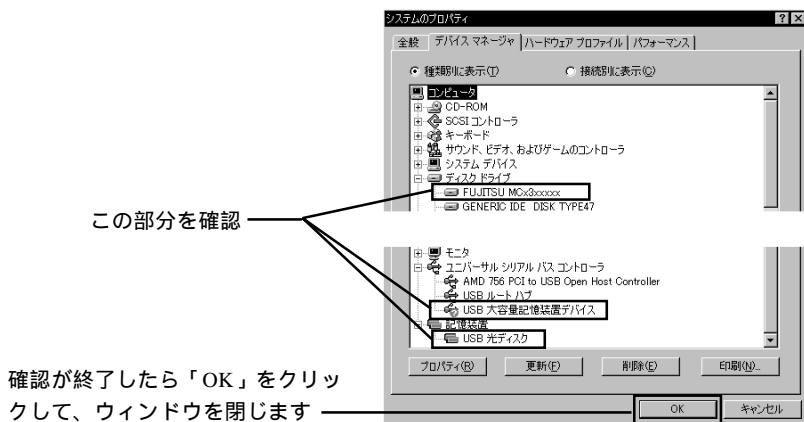 システムのプロパティ
全般 デバイス マネージャ ハードウェア プロファイル パフォーマンス
種類別に表示(T) 接続別に表示(C)
コンピュータ
CD-ROM
SCSI コントローラ
キーボード
サウンド、ビデオ、およびゲームのコントローラ
システム デバイス
ディスク ドライブ
FUJITSU MCx3xxxxx
GENERIC IDE DISK TYPE47
この部分を確認
モニタ
ユニバーサル シリアル バス コントローラ
AMD 756 PCI to USB Open Host Controller
USB ルート ハブ
USB 大容量記憶装置デバイス
記憶装置
USB 光ディスク
プロパティ(R) 更新(F) 削除(E) 印刷(N)...
確認が終了したら「OK」をクリッ
クして、ウィンドウを閉じます
OK キャンセル